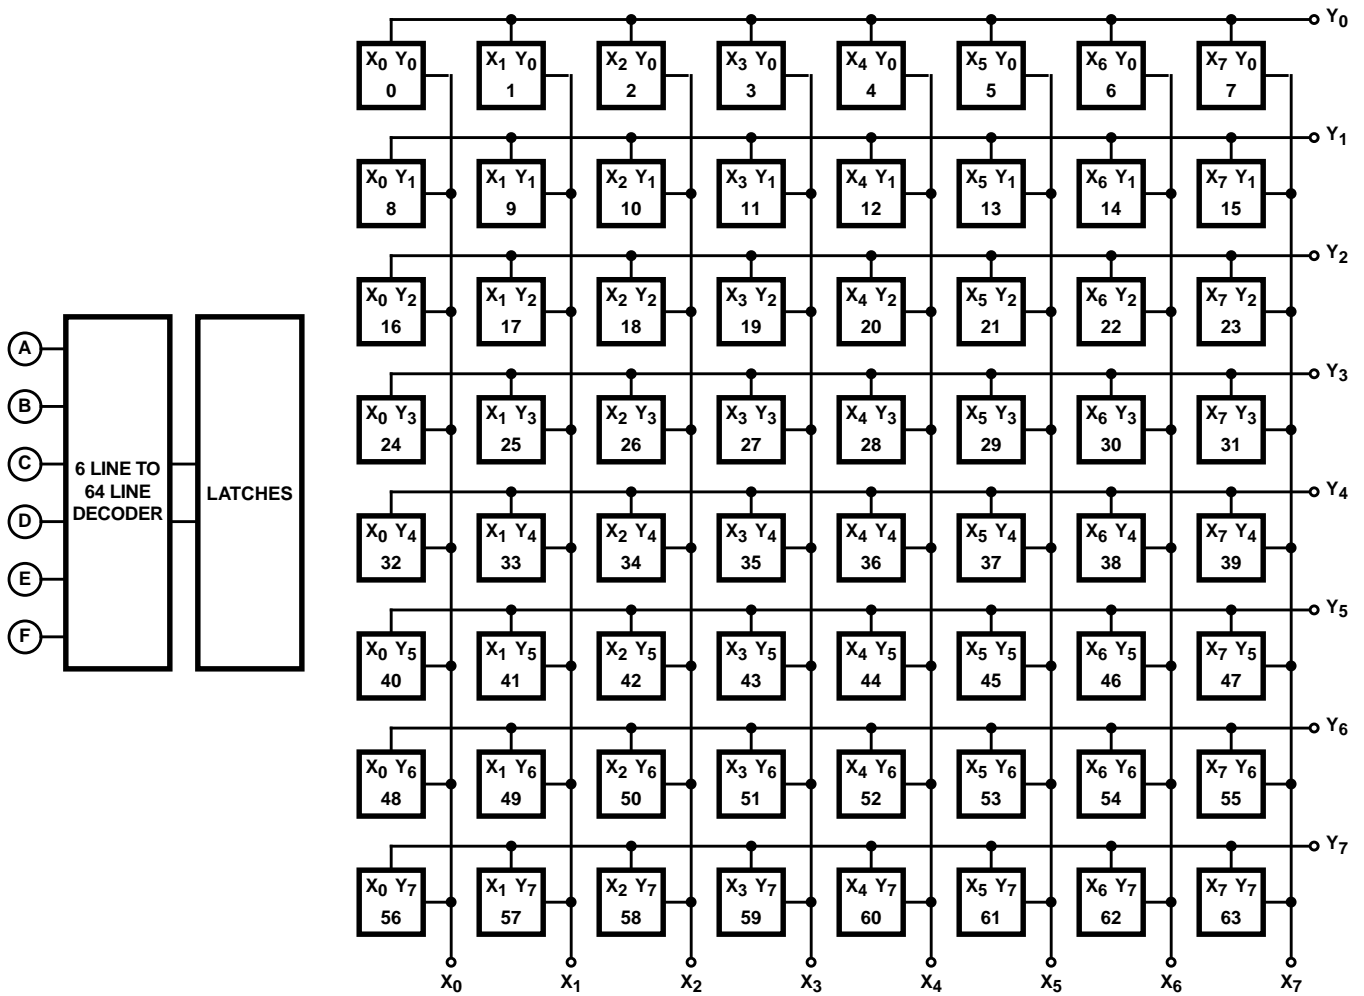 Y0
X0 Y0 X1 Y0 X2 Y0 X3 Y0 X4 Y0 X5 Y0 X6 Y0 X7 Y0
0 1 2 3 4 5 6 7
Y1
X0 Y1 X1 Y1 X2 Y1 X3 Y1 X4 Y1 X5 Y1 X6 Y1 X7 Y1
8 9 10 11 12 13 14 15
Y2
X0 Y2 X1 Y2 X2 Y2 X3 Y2 X4 Y2 X5 Y2 X6 Y2 X7 Y2
16 17 18 19 20 21 22 23
A
B
C
D
E
F
6 LINE TO
64 LINE
DECODER
LATCHES
Y3
X0 Y3 X1 Y3 X2 Y3 X3 Y3 X4 Y3 X5 Y3 X6 Y3 X7 Y3
24 25 26 27 28 29 30 31
Y4
X0 Y4 X1 Y4 X2 Y4 X3 Y4 X4 Y4 X5 Y4 X6 Y4 X7 Y4
32 33 34 35 36 37 38 39
Y5
X0 Y5 X1 Y5 X2 Y5 X3 Y5 X4 Y5 X5 Y5 X6 Y5 X7 Y5
40 41 42 43 44 45 46 47
Y6
X0 Y6 X1 Y6 X2 Y6 X3 Y6 X4 Y6 X5 Y6 X6 Y6 X7 Y6
48 49 50 51 52 53 54 55
Y7
X0 Y7 X1 Y7 X2 Y7 X3 Y7 X4 Y7 X5 Y7 X6 Y7 X7 Y7
56 57 58 59 60 61 62 63
X0 X1 X2 X3 X4 X5 X6 X7